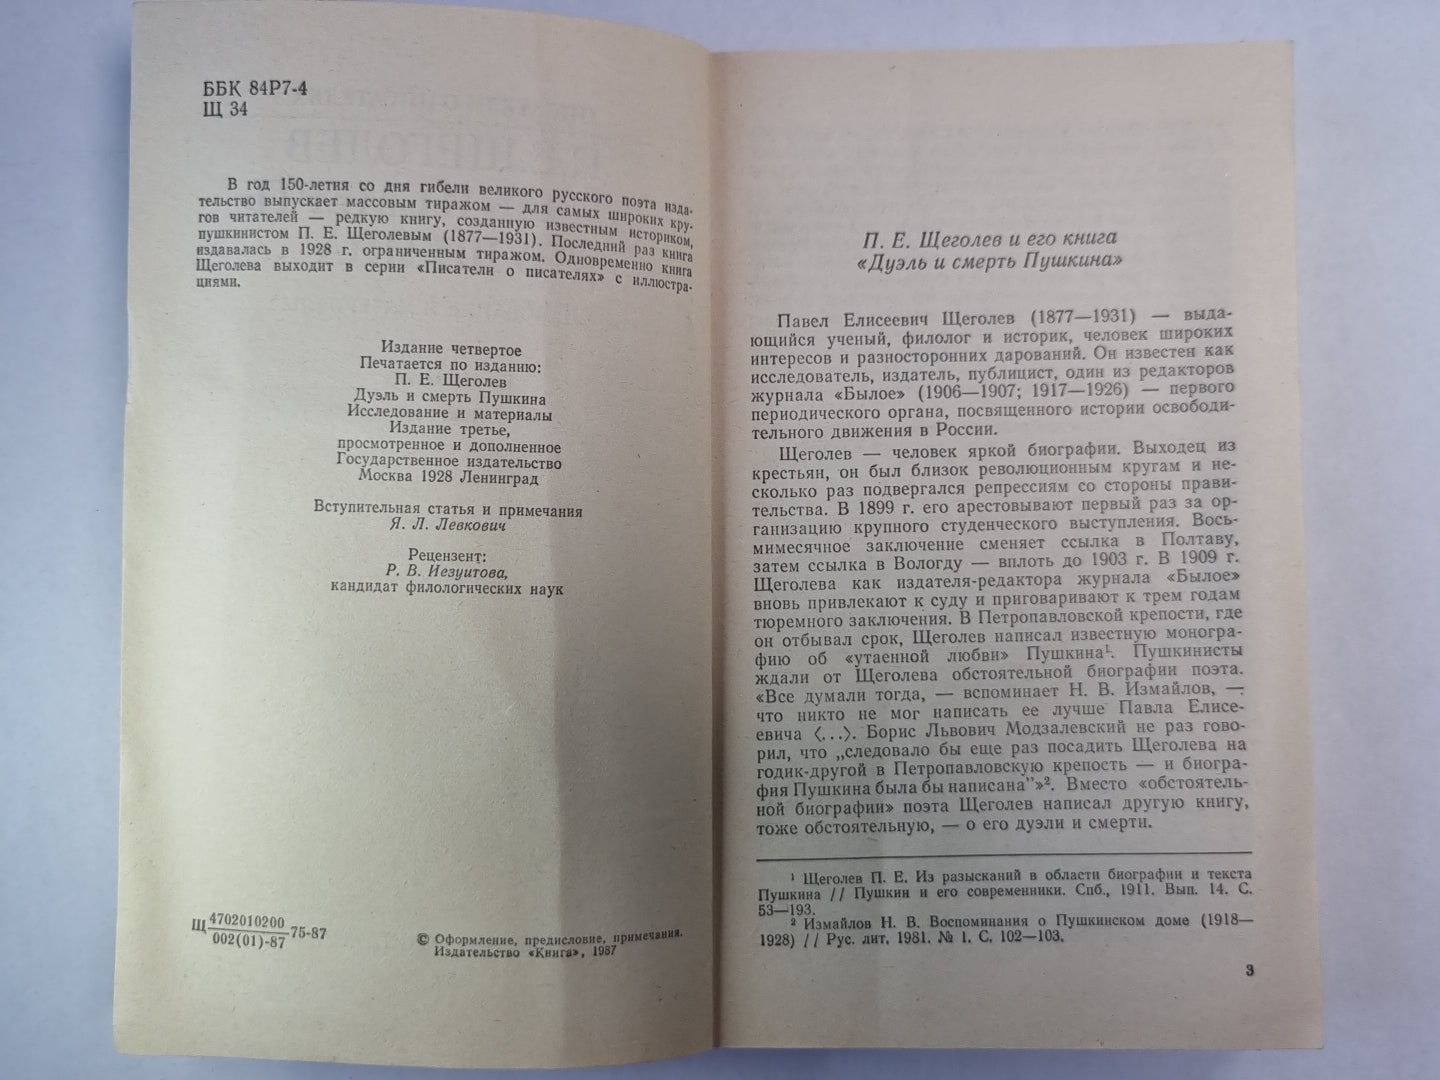 ББК 84Р7-4
Щ 34
В год 150-летия со дня гибели великого русского поэта изда-
тельство выпускает массовым тиражом — для самых широких кру-
гов читателей — редкую книгу, созданную известным историком,
пушкинистом П. Е. Щеголевым (1877—1931). Последний раз книга
издавалась в 1928 г. ограниченным тиражом. Одновременно книга
Щеголева выходит в серии «Писатели о писателях» с иллюстра-
циями.
Издание четвертое
Печатается по изданию:
П. Е. Щеголев
Дуэль и смерть Пушкина
Исследование и материалы
Издание третье,
просмотренное и дополненное
Государственное издательство
Москва 1928 Ленинград
Вступительная статья и примечания
Я. Л. Левкович
Рецензент:
Р. В. Иезуитова,
кандидат филологических наук
Щ 4702010200 75-87
002(01)-87
© Оформление, предисловие, примечания.
Издательство «Книга», 1987
П. Е. Щеголев и его книга
«Дуэль и смерть Пушкина»
Павел Елисеевич Щеголев (1877—1931) — выда-
ющийся ученый, филолог и историк, человек широких
интересов и разносторонних дарований. Он известен как
исследователь, издатель, публицист, один из редакторов
журнала «Былое» (1906—1907; 1917—1926) — первого
периодического органа, посвященного истории освободи-
тельного движения в России.
Щеголев — человек яркой биографии. Выходец из
крестьян, он был близок революционным кругам и не-
сколько раз подвергался репрессиям со стороны прави-
тельства. В 1899 г. его арестовывают первый раз за ор-
ганизацию крупного студенческого выступления. Вось-
мимесячное заключение сменяет ссылка в Полтаву,
затем ссылка в Вологду — вплоть до 1903 г. В 1909 г.
Щеголева как издателя-редактора журнала «Былое»
вновь привлекают к суду и приговаривают к трем годам
тюремного заключения. В Петропавловской крепости, где
он отбывал срок, Щеголев написал известную моногра-
фию об «утаенной любви» Пушкина¹. Пушкинисты
ждали от Щеголева обстоятельной биографии поэта.
«Все думали тогда, — вспоминает Н. В. Измайлов, —
что никто не мог написать ее лучше Павла Елисе-
евича ⟨...⟩. Борис Львович Модзалевский не раз гово-
рил, что „следовало бы еще раз посадить Щеголева на
годик-другой в Петропавловскую крепость — и биогра-
фия Пушкина была бы написана"»². Вместо «обстоятель-
ной биографии» поэта Щеголев написал другую книгу,
тоже обстоятельную, — о его дуэли и смерти.
¹ Щеголев П. Е. Из разысканий в области биографии и текста
Пушкина // Пушкин и его современники. Спб., 1911. Вып. 14. С.
53—193.
² Измайлов Н. В. Воспоминания о Пушкинском доме (1918—
1928) // Рус. лит. 1981. № 1. С. 102—103.
3